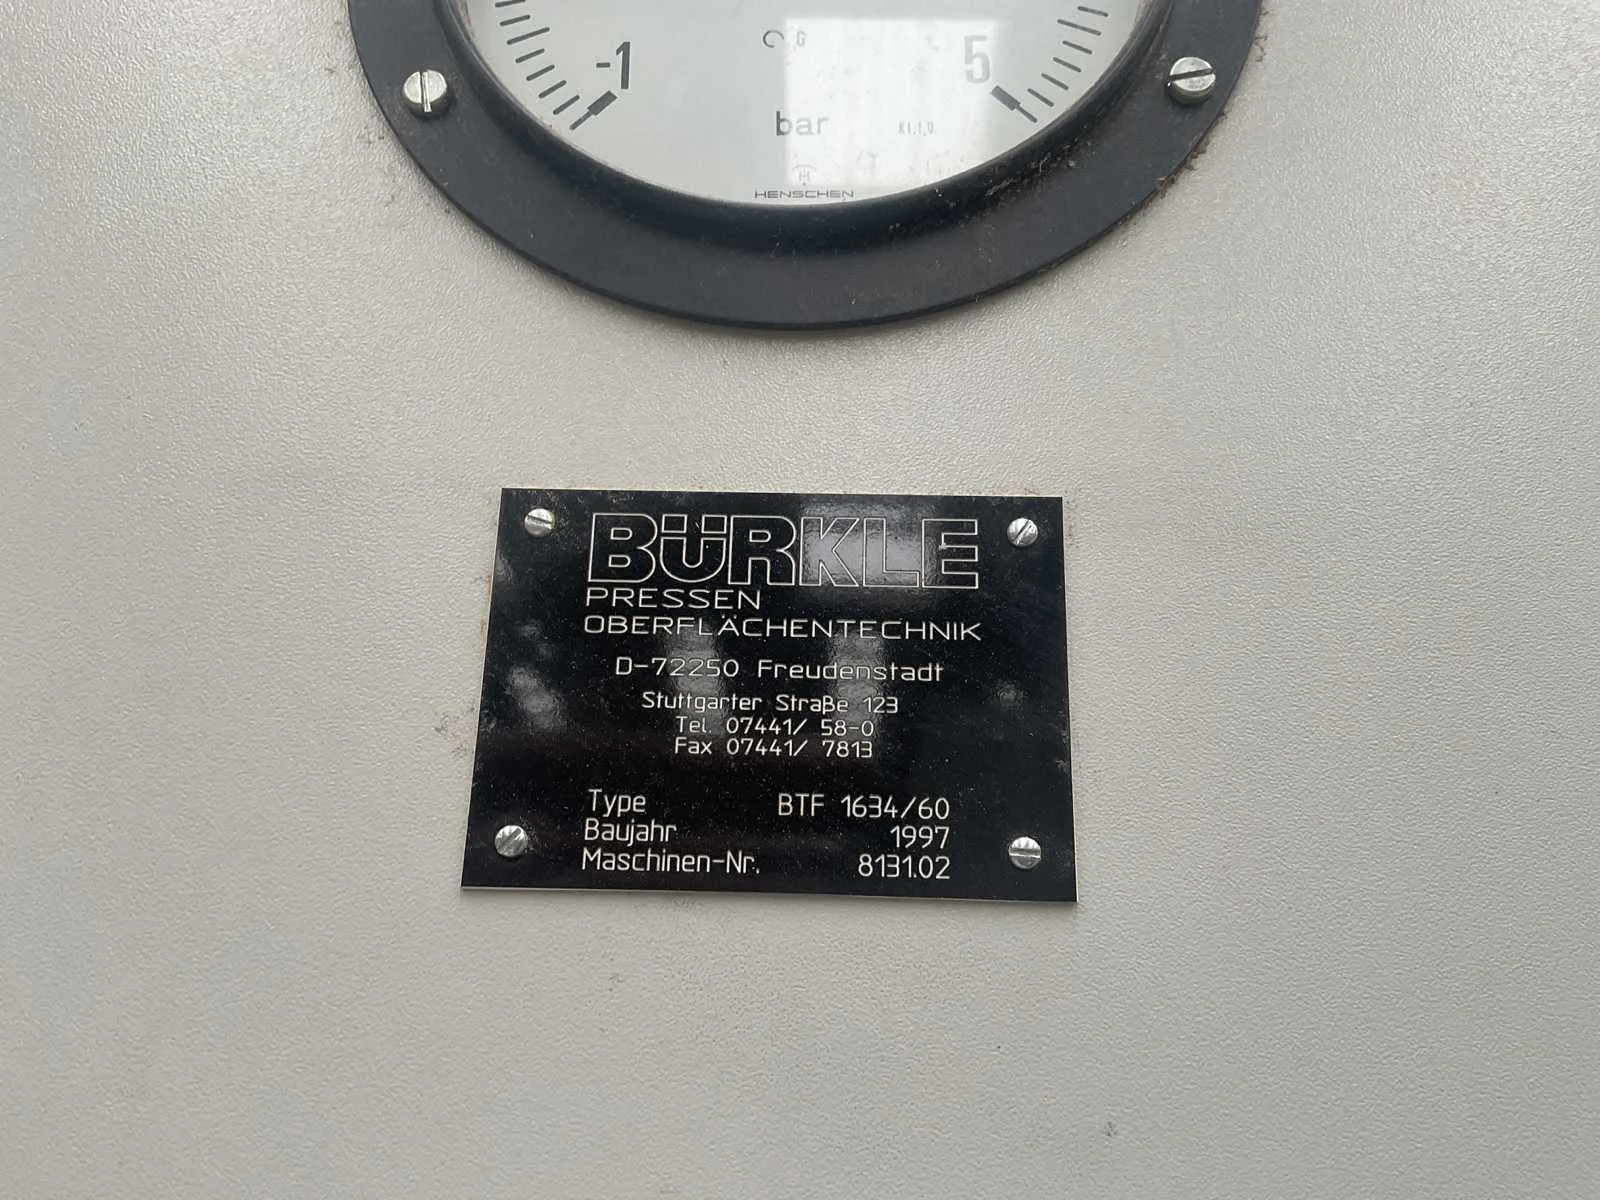 -1
5
bar
Kl.1,0
HENSCHEN
BÜRKLE
PRESSEN
OBERFLÄCHENTECHNIK
D-72250 Freudenstadt
Stuttgarter Straße 123
Tel. 07441/ 58-0
Fax 07441/ 7813
Type BTF 1634/60
Baujahr 1997
Maschinen-Nr. 8131.02